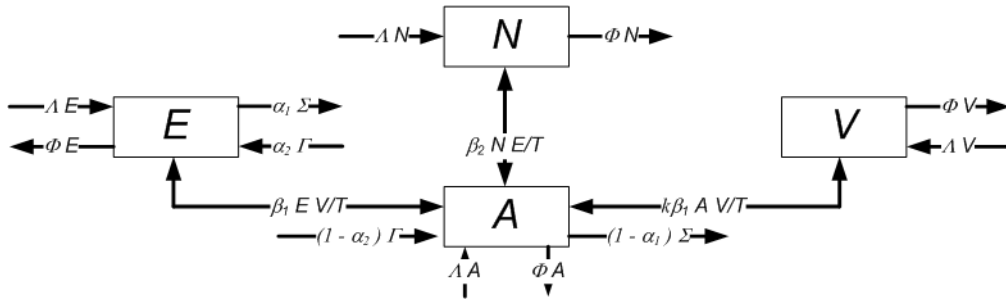 Λ N
N
Φ N
Λ E
Φ E
E
α₁ Σ
α₂ Γ
β₂ N E/T
V
Φ V
Λ V
β₁ E V/T
A
kβ₁ A V/T
(1 - α₂) Γ
(1 - α₁) Σ
Λ A
Φ A